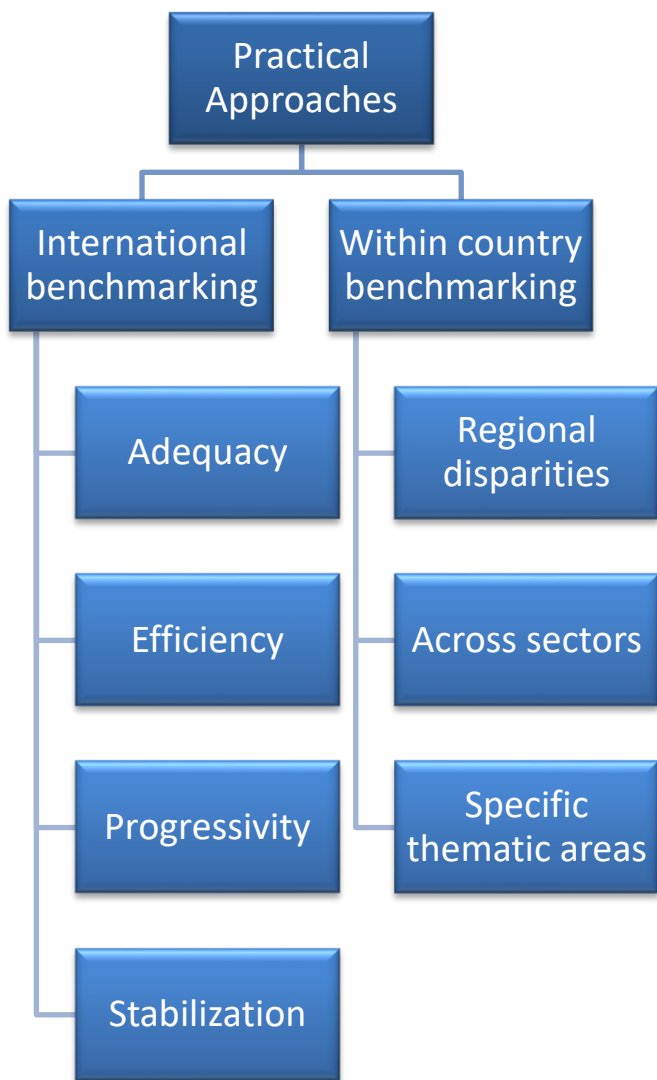 Practical
Approaches
International
benchmarking
Within country
benchmarking
Adequacy
Regional
disparities
Efficiency
Across sectors
Progressivity
Specific
thematic areas
Stabilization